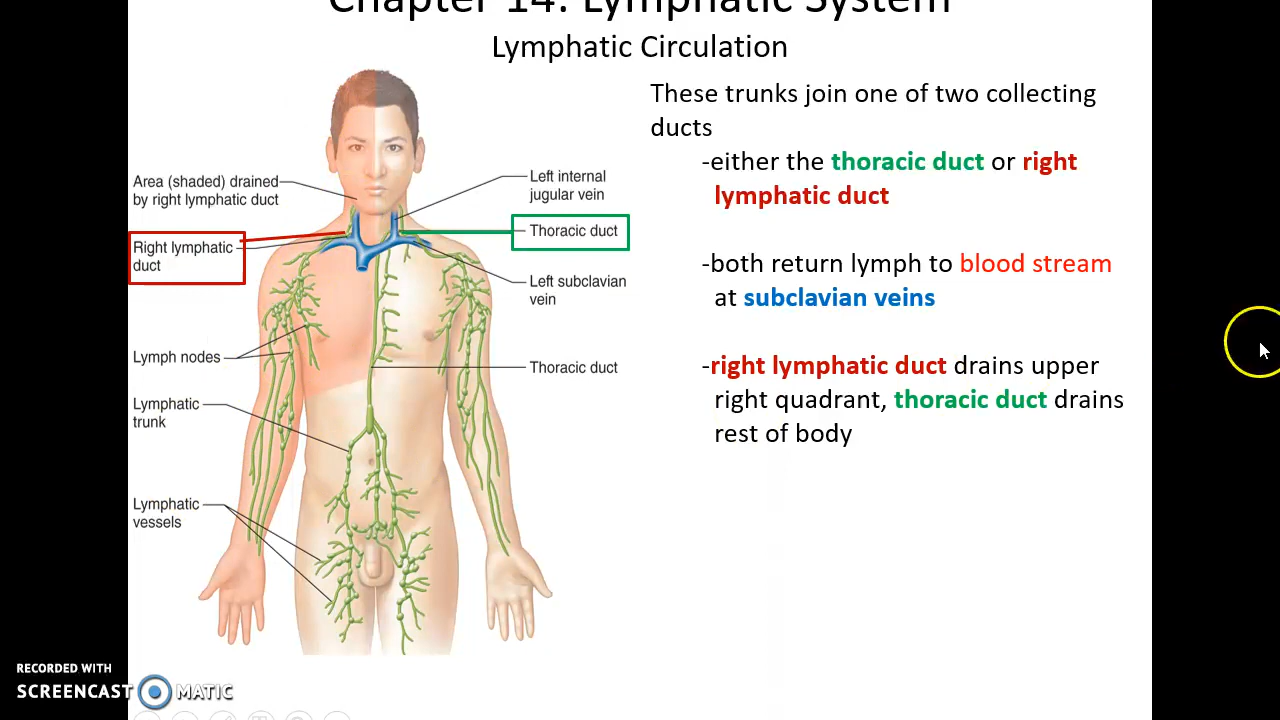 Chapter 14: Lymphatic System
Lymphatic Circulation
These trunks join one of two collecting
ducts
-either the thoracic duct or right
lymphatic duct
-both return lymph to blood stream
at subclavian veins
-right lymphatic duct drains upper
right quadrant, thoracic duct drains
rest of body
Area (shaded) drained
by right lymphatic duct
Right lymphatic
duct
Lymph nodes
Lymphatic
trunk
Lymphatic
vessels
Left internal
jugular vein
Thoracic duct
Left subclavian
vein
Thoracic duct
RECORDED WITH
SCREENCAST MATIC